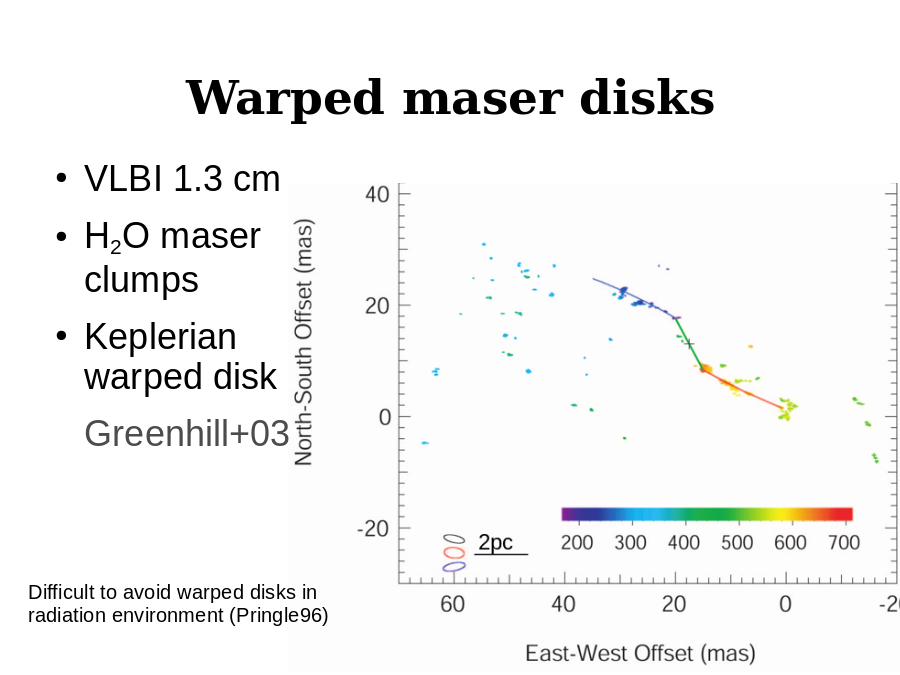 Warped maser disks
• VLBI 1.3 cm
• H₂O maser
clumps
• Keplerian
warped disk
Greenhill+03
Difficult to avoid warped disks in
radiation environment (Pringle96)
North-South Offset (mas)
40
20
0
-20
2pc
200 300 400 500 600 700
60 40 20 0 -20
East-West Offset (mas)